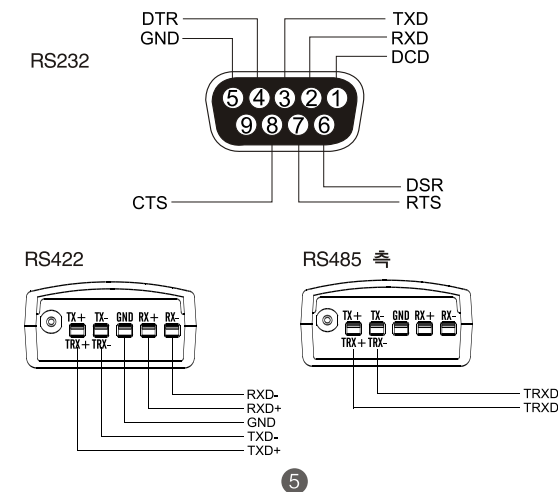 DTR TXD
GND RXD
DCD
RS232
5 4 3 2 1
9 8 7 6
DSR
CTS RTS
RS422
TX+ TX- GND RX+ RX-
TRX+ TRX-
RXD-
RXD+
GND
TXD-
TXD+
RS485 측
TX+ TX- GND RX+ RX-
TRX+ TRX-
TRXD
TRXD
5